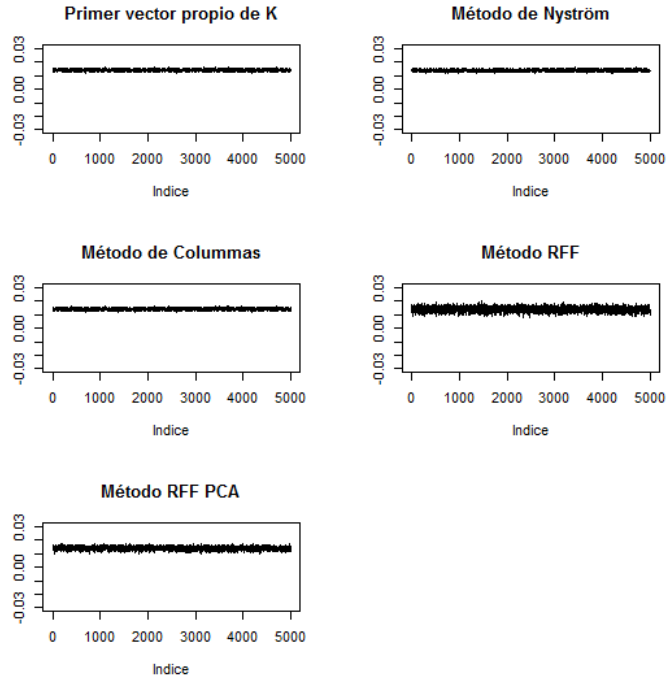 Primer vector propio de K
0.03
0.00
-0.03
0 1000 2000 3000 4000 5000
Indice
Método de Nyström
0.03
0.00
-0.03
0 1000 2000 3000 4000 5000
Indice
Método de Colummas
0.03
0.00
-0.03
0 1000 2000 3000 4000 5000
Indice
Método RFF
0.03
0.00
-0.03
0 1000 2000 3000 4000 5000
Indice
Método RFF PCA
0.03
0.00
-0.03
0 1000 2000 3000 4000 5000
Indice